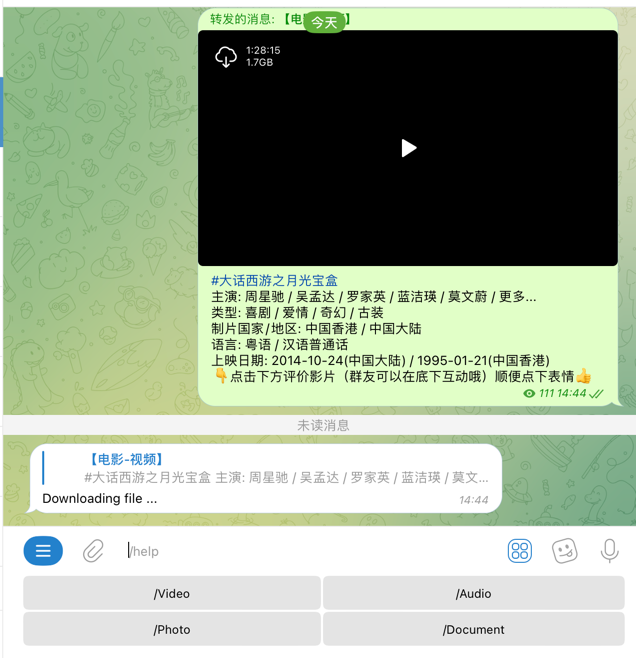 转发的消息:【电
】
今天
1:28:15
1.7GB
#大话西游之月光宝盒
主演: 周星驰 / 吴孟达 / 罗家英 / 蓝洁瑛 / 莫文蔚 / 更多...
类型: 喜剧 / 爱情 / 奇幻 / 古装
制片国家/地区: 中国香港 / 中国大陆
语言: 粤语 / 汉语普通话
上映日期: 2014-10-24(中国大陆) / 1995-01-21(中国香港)
👇点击下方评价影片（群友可以在底下互动哦）顺便点下表情👍
111 14:44
未读消息
【电影-视频】
#大话西游之月光宝盒 主演: 周星驰 / 吴孟达 / 罗家英 / 蓝洁瑛 / 莫文...
Downloading file ...
14:44
/help
/Video
/Audio
/Photo
/Document